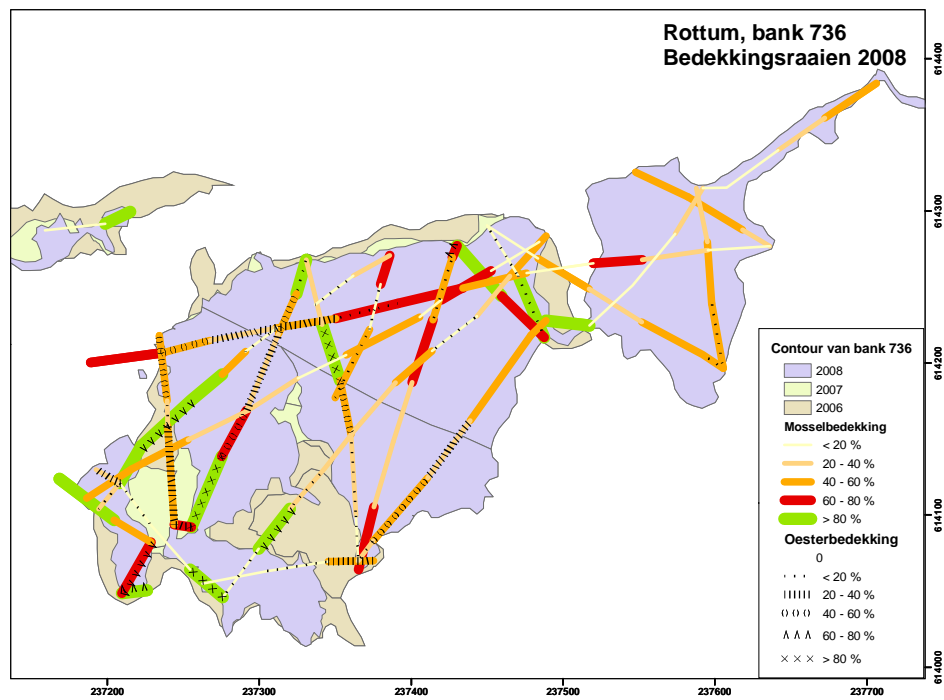 Rottum, bank 736
Bedekkingsraaien 2008
614400
614300
614200
614100
614000
Contour van bank 736
2008
2007
2006
Mosselbedekking
< 20 %
20 - 40 %
40 - 60 %
60 - 80 %
> 80 %
Oesterbedekking
0
< 20 %
20 - 40 %
40 - 60 %
60 - 80 %
> 80 %
237200
237300
237400
237500
237600
237700